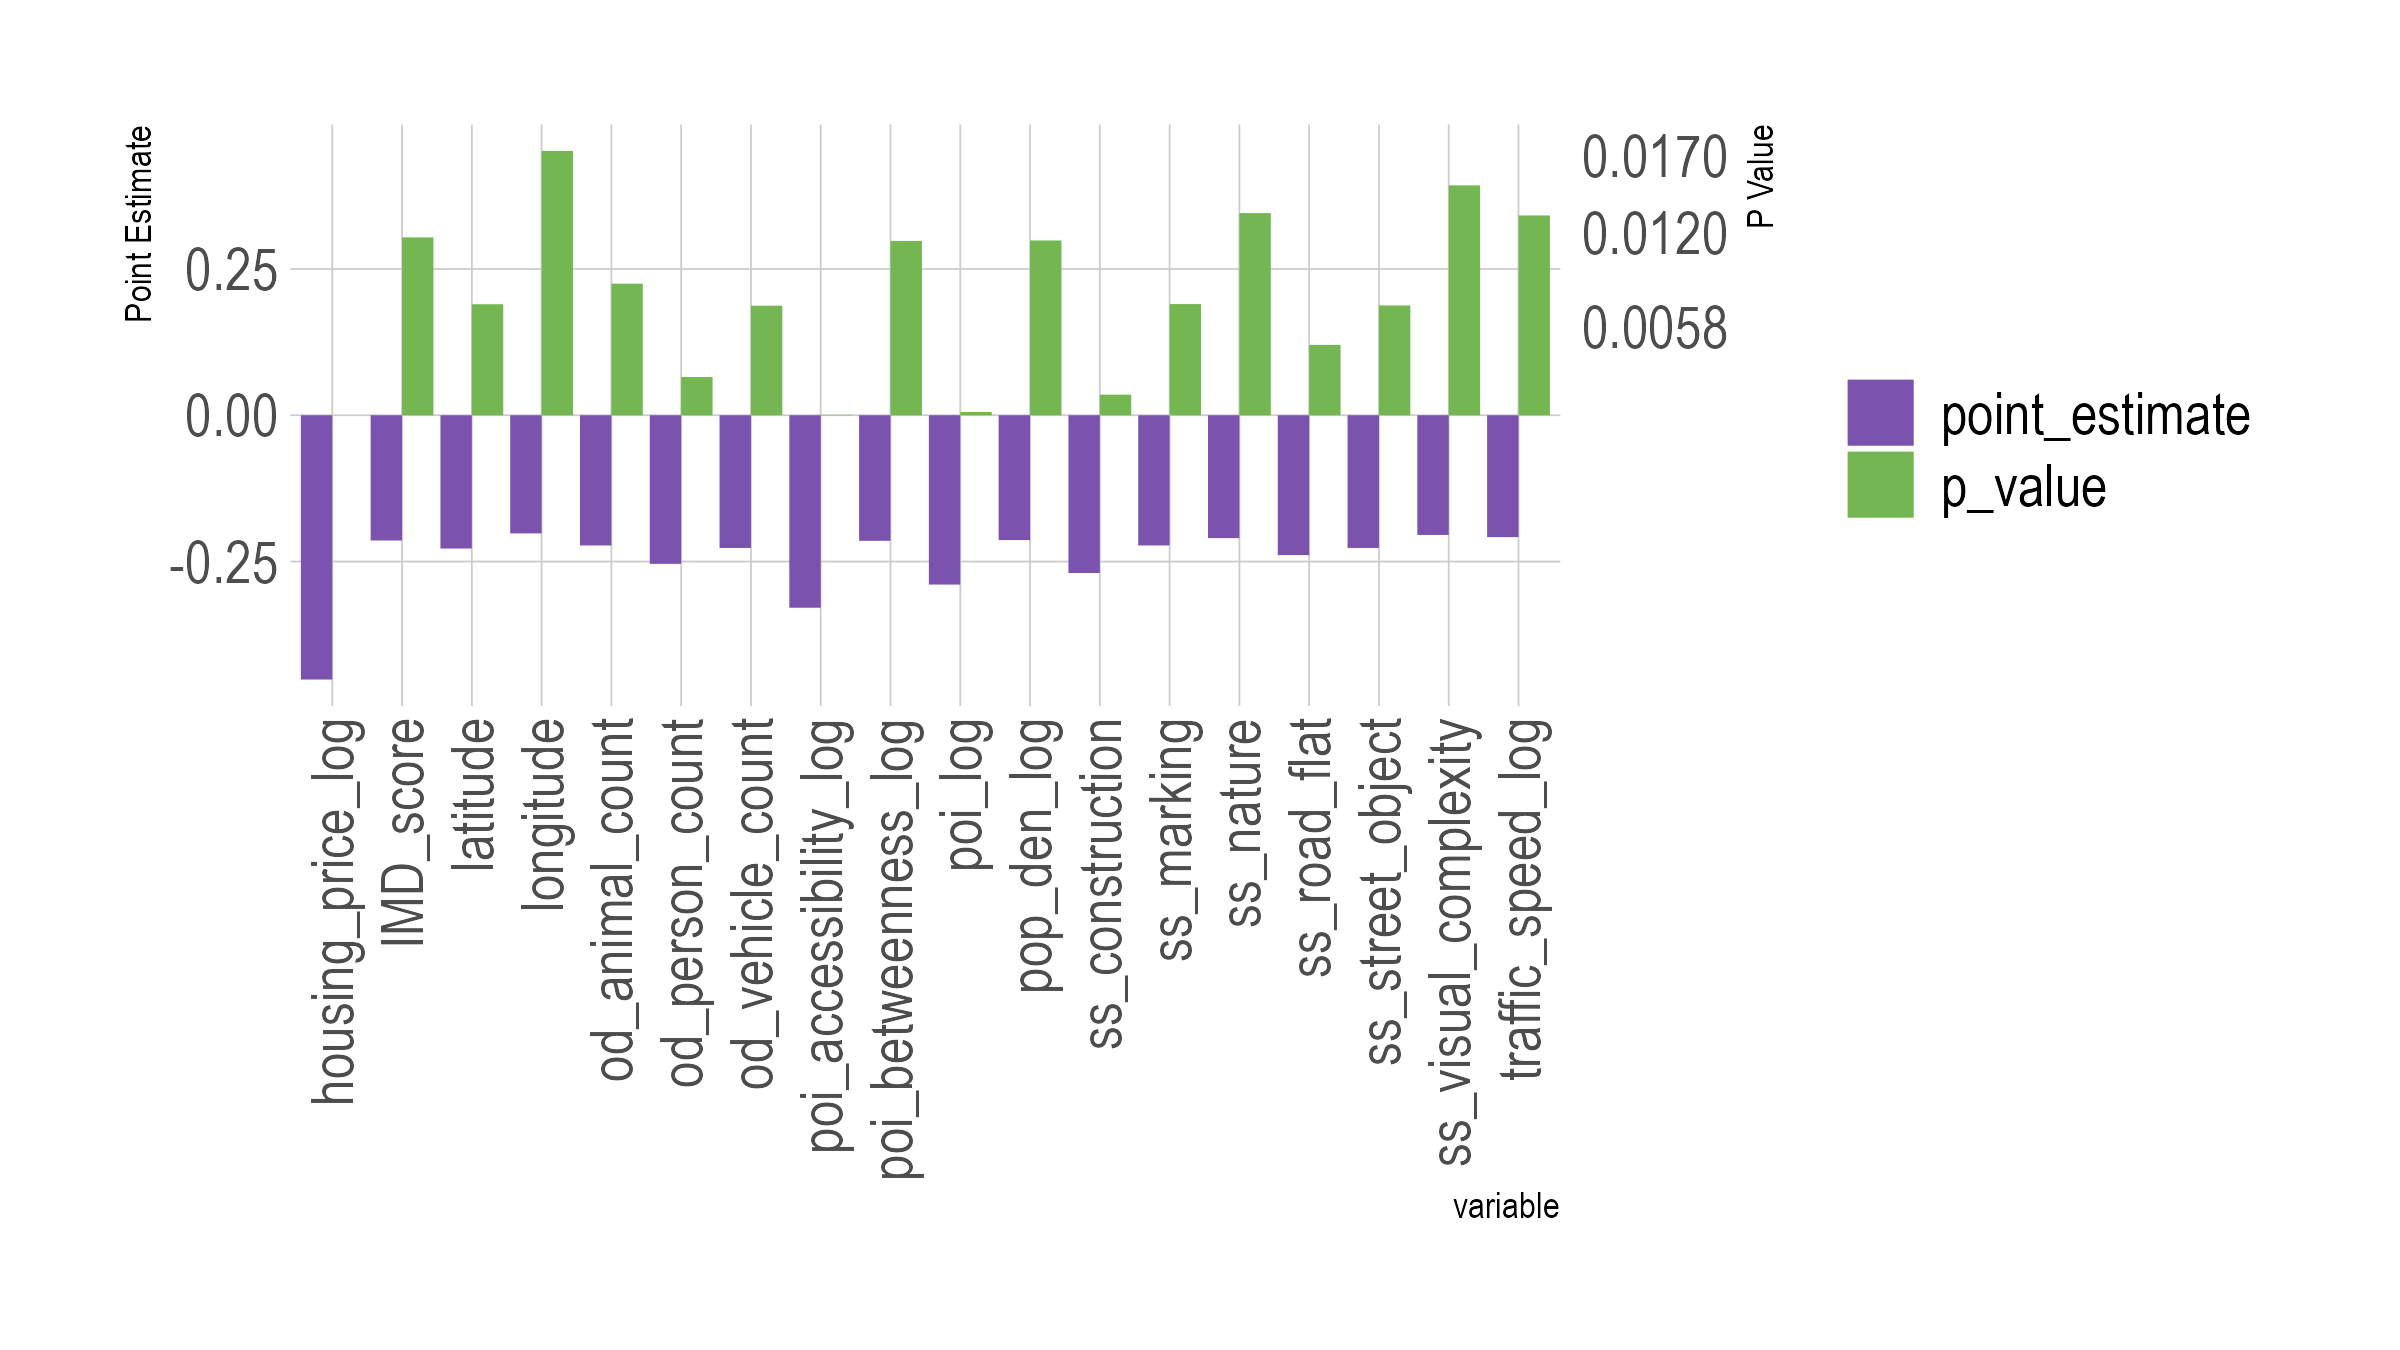 Point Estimate
0.25
0.00
-0.25
0.0170
0.0120
0.0058
P Value
point_estimate
p_value
housing_price_log
IMD_score
latitude
longitude
od_animal_count
od_person_count
od_vehicle_count
poi_accessibility_log
poi_betweenness_log
poi_log
pop_den_log
ss_construction
ss_marking
ss_nature
ss_road_flat
ss_street_object
ss_visual_complexity
traffic_speed_log
variable